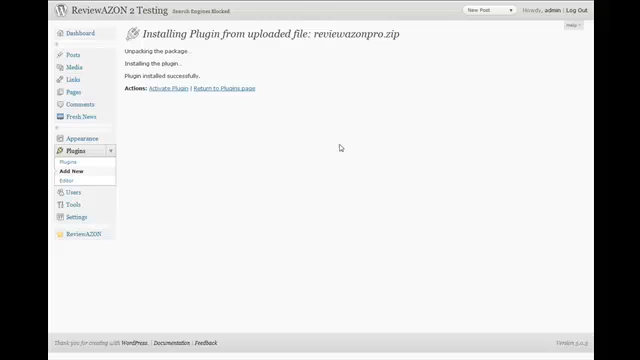 ReviewAZON 2 Testing Search Engines Blocked
New Post
Howdy, admin | Log Out
Help
Dashboard
Posts
Media
Links
Pages
Comments
Fresh News
Appearance
Plugins
Plugins
Add New
Editor
Users
Tools
Settings
ReviewAZON
Installing Plugin from uploaded file: reviewazonpro.zip
Unpacking the package…
Installing the plugin…
Plugin installed successfully.
Actions: Activate Plugin | Return to Plugins page
Thank you for creating with WordPress. | Documentation | Feedback